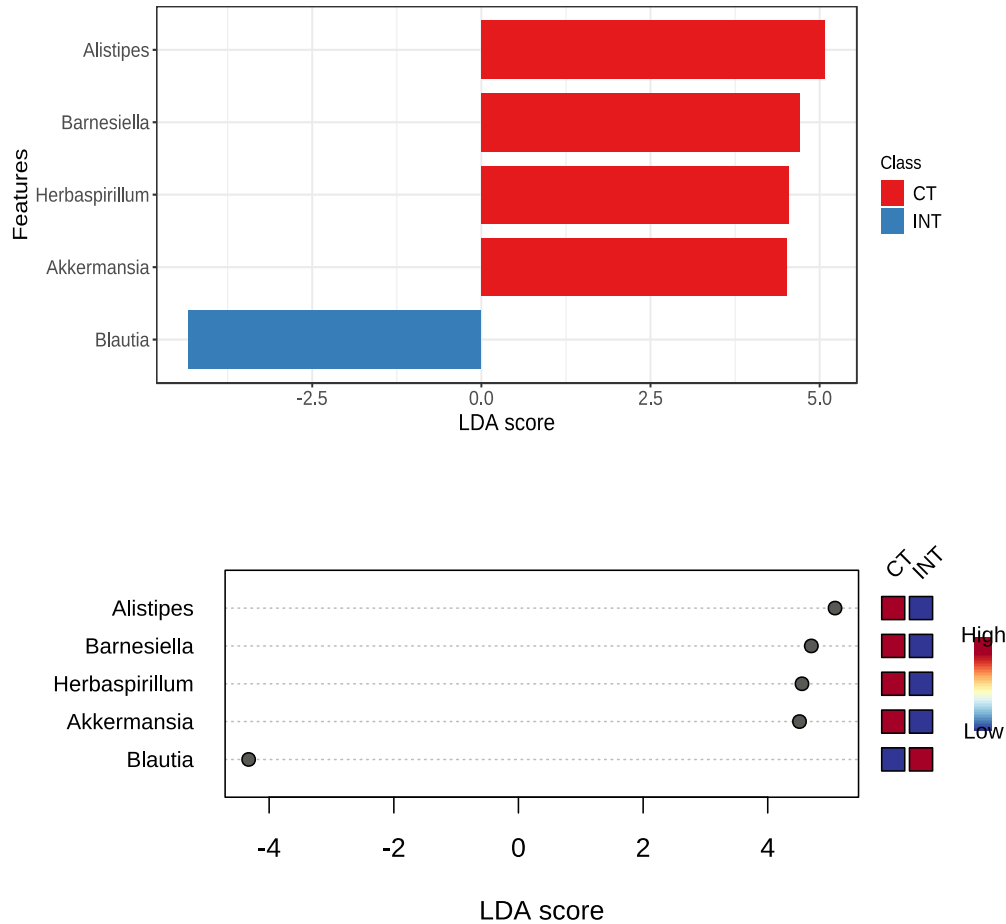 Alistipes
Barnesiella
Herbaspirillum
Akkermansia
Blautia
Features
-2.5 0.0 2.5 5.0
LDA score
Class
CT
INT
CT INT
Alistipes
Barnesiella
Herbaspirillum
Akkermansia
Blautia
High
Low
-4 -2 0 2 4
LDA score